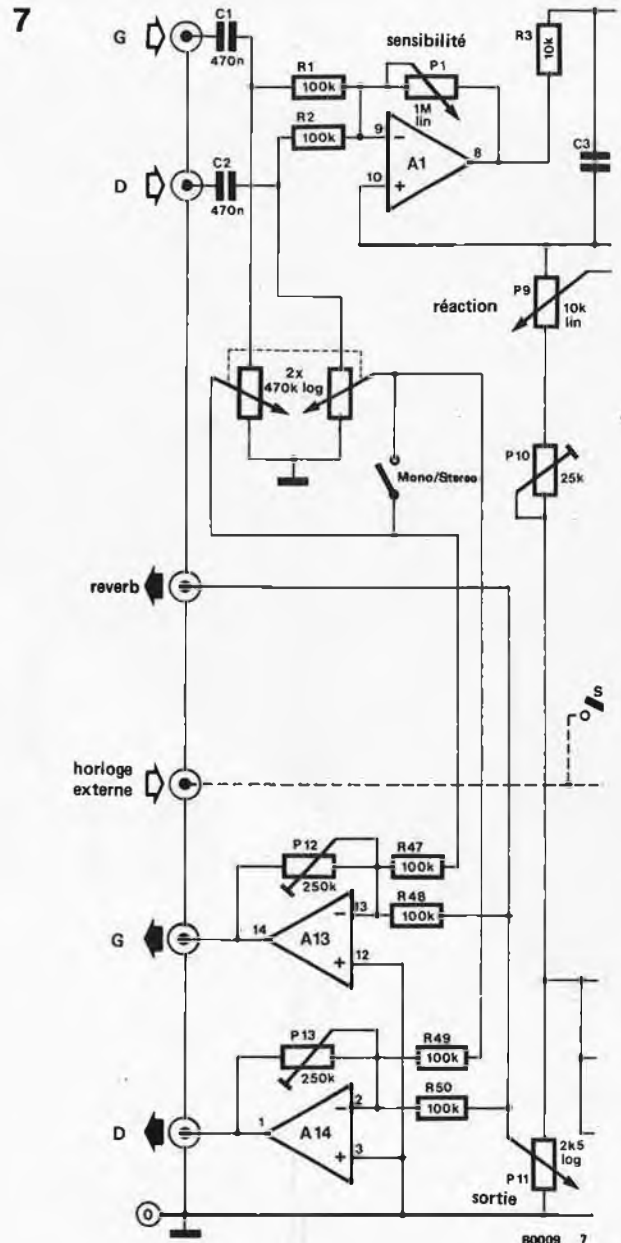 7
G
C1
470n
D
C2
470n
R1
100k
R2
100k
sensibilité
P1
1M
lin
9
-
A1
8
10
+
R3
10k
C3
P9
réaction
10k
lin
2x
470k log
Mono/Stereo
P10
25k
reverb
S
horloge
externe
P12
250k
R47
100k
R48
100k
G
14
13
-
A13
12
+
P13
250k
R49
100k
R50
100k
D
1
2
-
A14
3
+
2k5
log
P11
sortie
0
80009 7